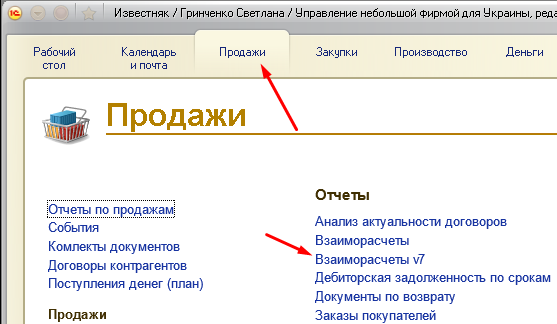 Известняк / Гринченко Светлана / Управление небольшой фирмой для Украины, реда
Рабочий стол
Календарь и почта
Продажи
Закупки
Производство
Деньги
Продажи
Отчеты по продажам
События
Комлекты документов
Договоры контрагентов
Поступления денег (план)
Продажи
Отчеты
Анализ актуальности договоров
Взаиморасчеты
Взаиморасчеты v7
Дебиторская задолженность по срокам
Документы по возврату
Заказы покупателей